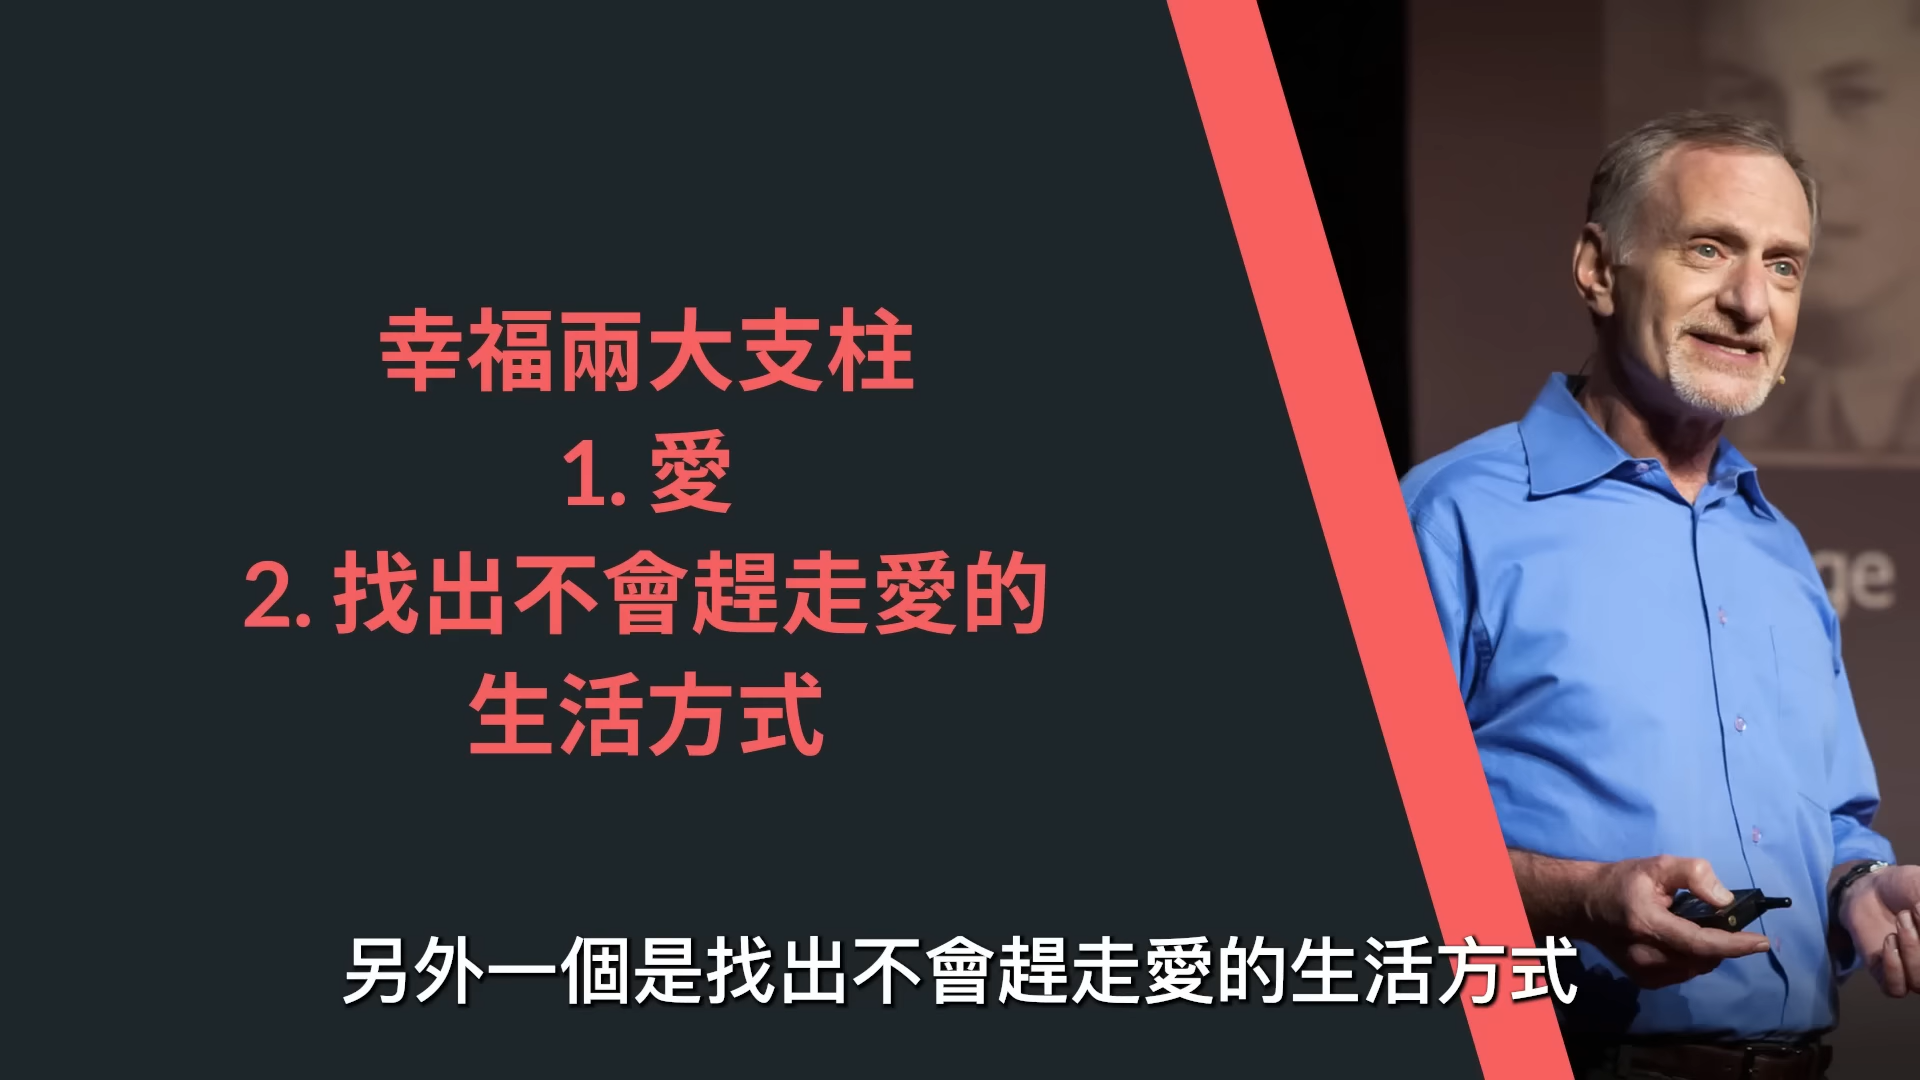 幸福兩大支柱
1. 愛
2. 找出不會趕走愛的
生活方式
ge
另外一個是找出不會趕走愛的生活方式